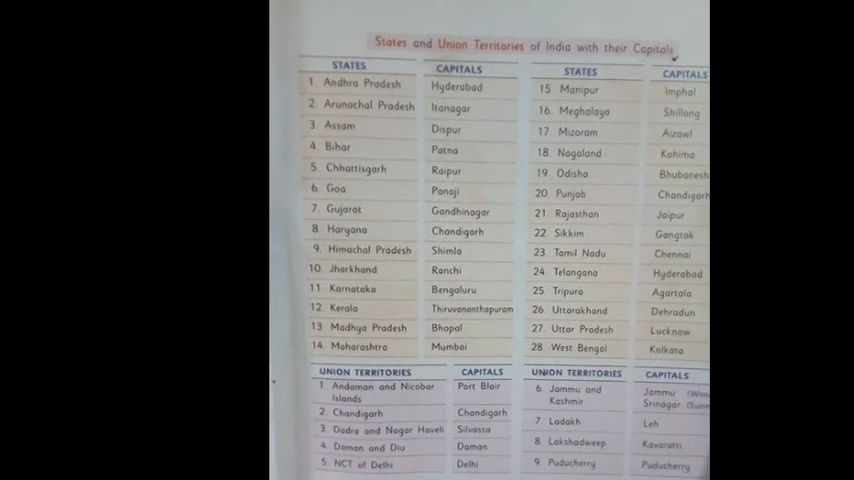 States and Union Territories of India with their Capitals
STATES CAPITALS STATES CAPITALS
1. Andhra Pradesh Hyderabad 15. Manipur Imphal
2. Arunachal Pradesh Itanagar 16. Meghalaya Shillong
3. Assam Dispur 17. Mizoram Aizowl
4. Bihar Patna 18. Nagaland Kohima
5. Chhattisgarh Raipur 19. Odisha Bhubanesh
6. Goa Panaji 20. Punjab Chandigarh
7. Gujarat Gandhinagar 21. Rajasthan Jaipur
8. Haryana Chandigarh 22. Sikkim Gangtok
9. Himachal Pradesh Shimla 23. Tamil Nadu Chennai
10. Jharkhand Ranchi 24. Telangana Hyderabad
11. Karnataka Bengaluru 25. Tripura Agartala
12. Kerala Thiruvananthapuram 26. Uttarakhand Dehradun
13. Madhya Pradesh Bhopal 27. Uttar Pradesh Lucknow
14. Maharashtra Mumbai 28. West Bengal Kolkata
UNION TERRITORIES CAPITALS UNION TERRITORIES CAPITALS
1. Andaman and Nicobar Port Blair 6. Jammu and Jammu (Win
Islands Kashmir Srinagar (Sum
2. Chandigarh Chandigarh 7. Ladakh Leh
3. Dadra and Nagar Haveli Silvassa 8. Lakshadweep Kavaratti
4. Daman and Diu Daman 9. Puducherry Puducherry
5. NCT of Delhi Delhi